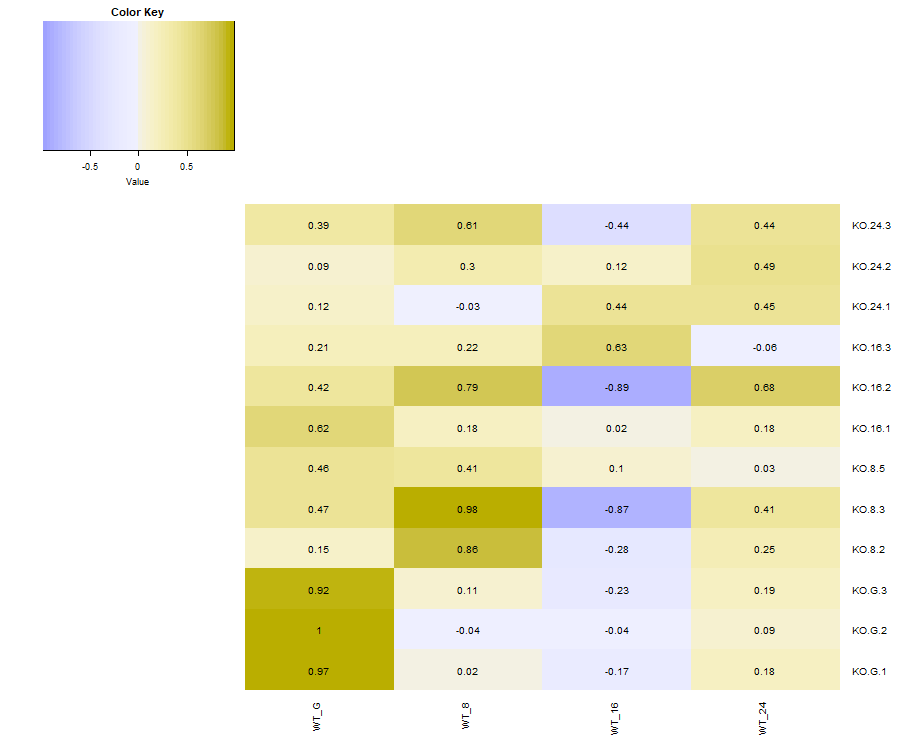 Color Key
-0.5 0 0.5
Value
0.39 0.61 -0.44 0.44 KO.24.3
0.09 0.3 0.12 0.49 KO.24.2
0.12 -0.03 0.44 0.45 KO.24.1
0.21 0.22 0.63 -0.06 KO.16.3
0.42 0.79 -0.89 0.68 KO.16.2
0.62 0.18 0.02 0.18 KO.16.1
0.46 0.41 0.1 0.03 KO.8.5
0.47 0.98 -0.87 0.41 KO.8.3
0.15 0.86 -0.28 0.25 KO.8.2
0.92 0.11 -0.23 0.19 KO.G.3
1 -0.04 -0.04 0.09 KO.G.2
0.97 0.02 -0.17 0.18 KO.G.1
WT_G WT_8 WT_16 WT_24